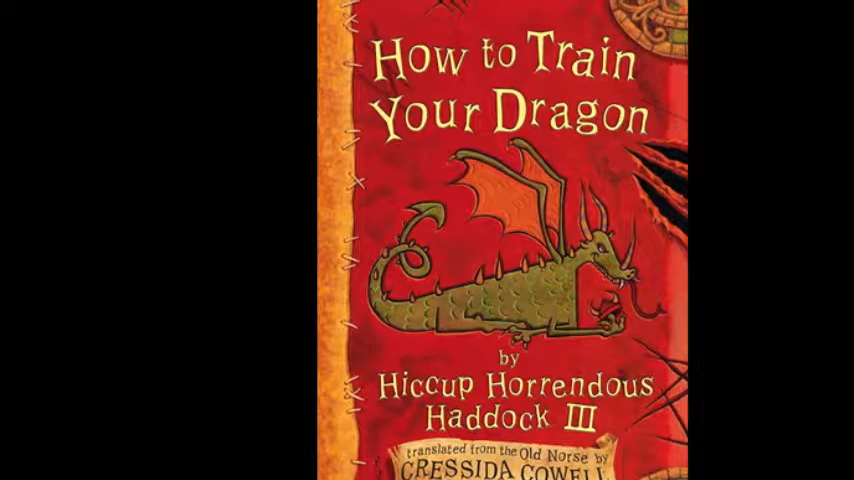 How to Train
Your Dragon
by
Hiccup Horrendous
Haddock III
translated from the Old Norse by
CRESSIDA COWELL